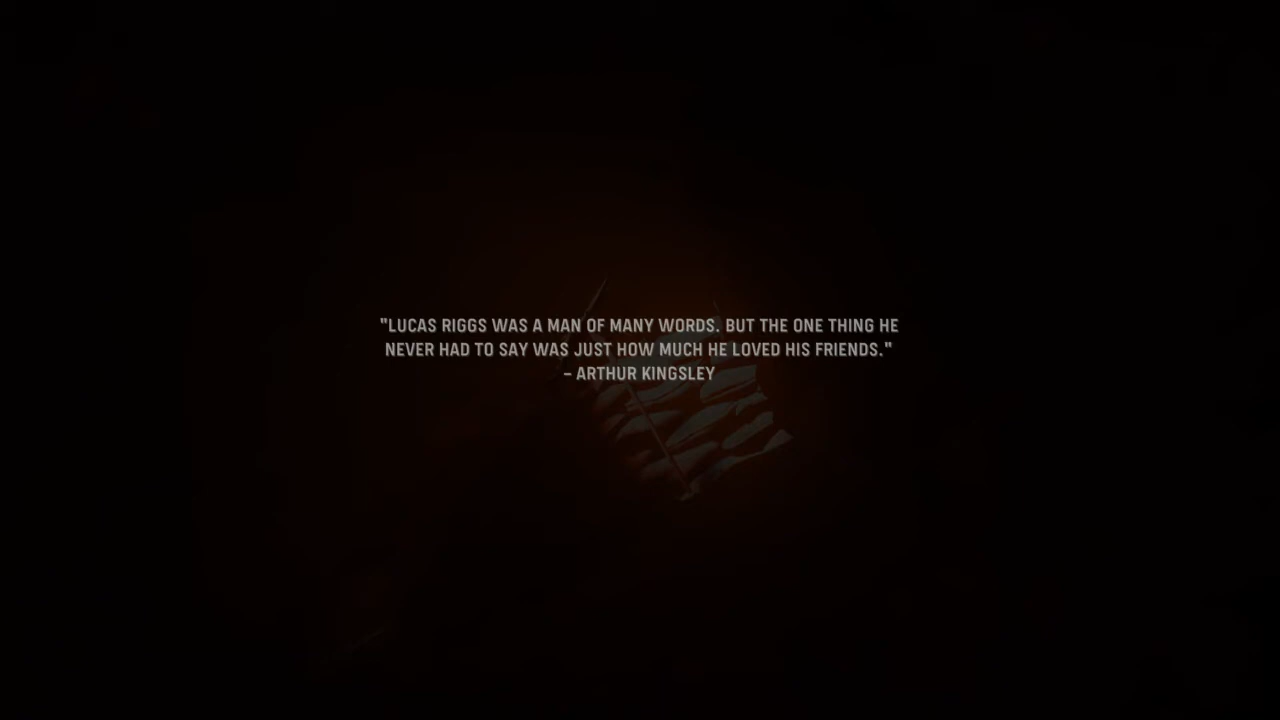 "LUCAS RIGGS WAS A MAN OF MANY WORDS. BUT THE ONE THING HE
NEVER HAD TO SAY WAS JUST HOW MUCH HE LOVED HIS FRIENDS."
– ARTHUR KINGSLEY